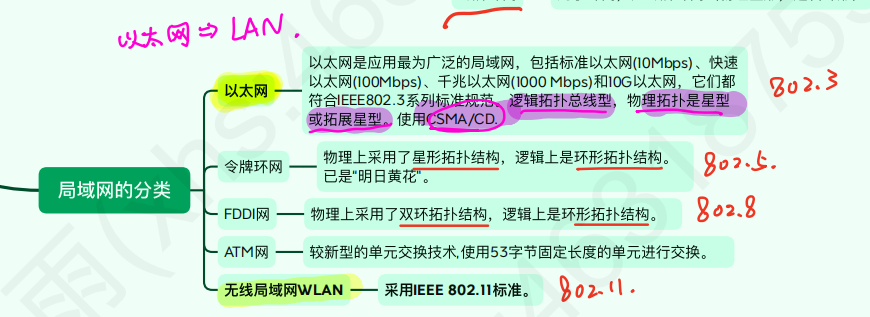 以太网⇒LAN.
以太网是应用最为广泛的局域网，包括标准以太网(10Mbps)、快速
以太网(100Mbps)、千兆以太网(1000 Mbps)和10G以太网，它们都
以太网
符合IEEE802.3系列标准规范。逻辑拓扑总线型，物理拓扑是星型
或拓展星型。使用CSMA/CD.
802.3
令牌环网
物理上采用了星形拓扑结构，逻辑上是环形拓扑结构。
已是"明日黄花"。
802.5.
局域网的分类
FDDI网
物理上采用了双环拓扑结构，逻辑上是环形拓扑结构。
802.8
ATM网
较新型的单元交换技术,使用53字节固定长度的单元进行交换。
无线局域网WLAN
采用IEEE 802.11标准。
802.11.